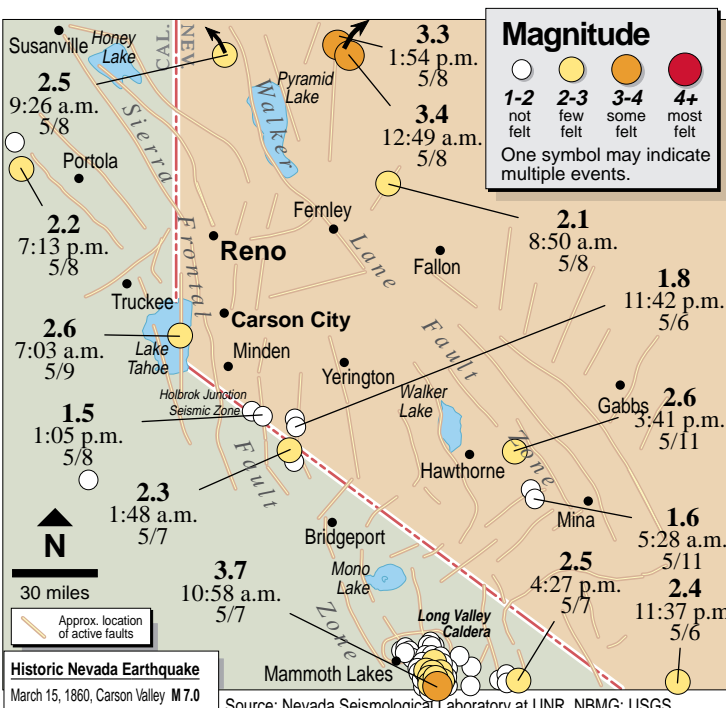 Susanville
Honey
Lake
CAL.
NEV.
3.3
1:54 p.m.
5/8
Magnitude
1-2
2-3
3-4
4+
not
felt
few
felt
some
felt
most
felt
One symbol may indicate
multiple events.
2.5
9:26 a.m.
5/8
Pyramid
Lake
3.4
12:49 a.m.
5/8
Sierra
Frontal
Fault
Zone
Walker
Lane
Fault
Zone
Portola
2.2
7:13 p.m.
5/8
Fernley
2.1
8:50 a.m.
5/8
Reno
Fallon
1.8
11:42 p.m.
5/6
Truckee
Carson City
2.6
7:03 a.m.
5/9
Lake
Tahoe
Minden
Yerington
Holbrok Junction
Seismic Zone
Walker
Lake
Gabbs
2.6
3:41 p.m.
5/11
1.5
1:05 p.m.
5/8
Hawthorne
2.3
1:48 a.m.
5/7
Mina
1.6
5:28 a.m.
5/11
N
30 miles
Bridgeport
Mono
Lake
3.7
10:58 a.m.
5/7
2.5
4:27 p.m.
5/7
2.4
11:37 p.m
5/6
Long Valley
Caldera
Approx. location
of active faults
Mammoth Lakes
Historic Nevada Earthquake
March 15, 1860, Carson Valley M 7.0
Source: Nevada Seismological Laboratory at UNR, NBMG; USGS